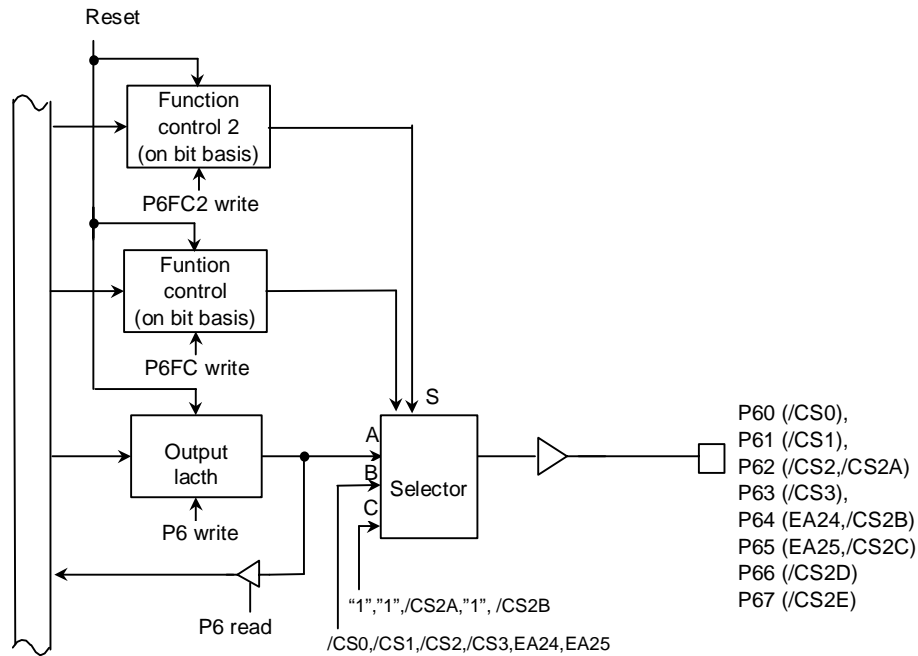 Reset
Function
control 2
(on bit basis)
P6FC2 write
Funtion
control
(on bit basis)
P6FC write
S
Output
lacth
A
B
C
Selector
P6 write
P6 read
“1”,”1”,/CS2A,”1”, /CS2B
/CS0,/CS1,/CS2,/CS3,EA24,EA25
P60 (/CS0),
P61 (/CS1),
P62 (/CS2,/CS2A)
P63 (/CS3),
P64 (EA24,/CS2B)
P65 (EA25,/CS2C)
P66 (/CS2D)
P67 (/CS2E)